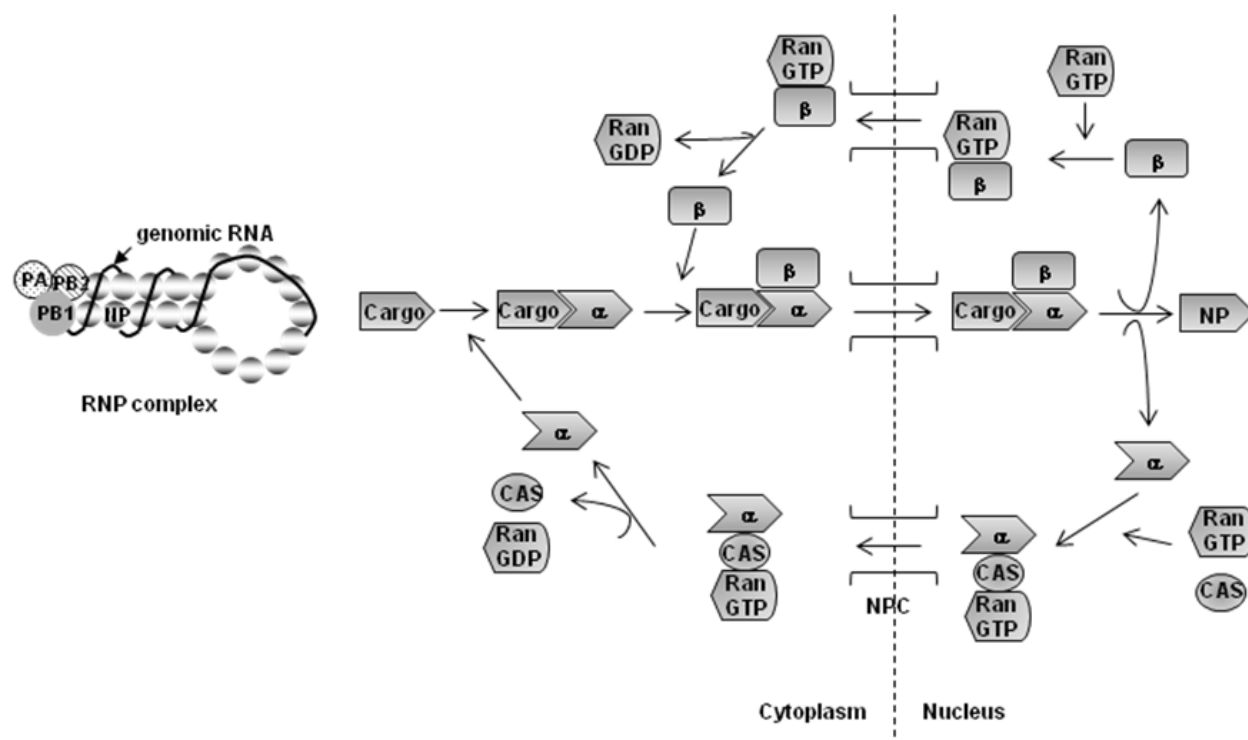 genomic RNA
PA
PB2
PB1
NP
RNP complex
Cargo
Cargo α
β
Cargo α
β
Ran
GDP
Ran
GTP
β
Ran
GTP
β
Ran
GTP
β
β
Cargo α
NP
α
CAS
Ran
GDP
α
CAS
Ran
GTP
NPC
α
CAS
Ran
GTP
α
Ran
GTP
CAS
Cytoplasm
Nucleus